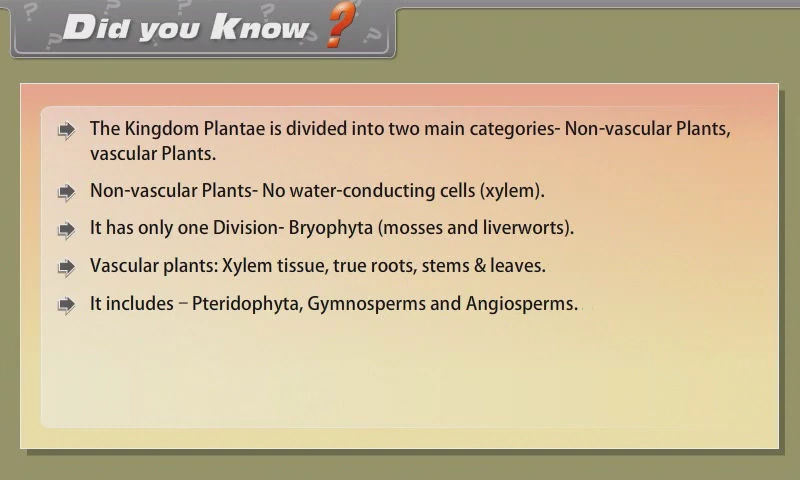 Did you Know ?
The Kingdom Plantae is divided into two main categories- Non-vascular Plants,
vascular Plants.
Non-vascular Plants- No water-conducting cells (xylem).
It has only one Division- Bryophyta (mosses and liverworts).
Vascular plants: Xylem tissue, true roots, stems & leaves.
It includes – Pteridophyta, Gymnosperms and Angiosperms.